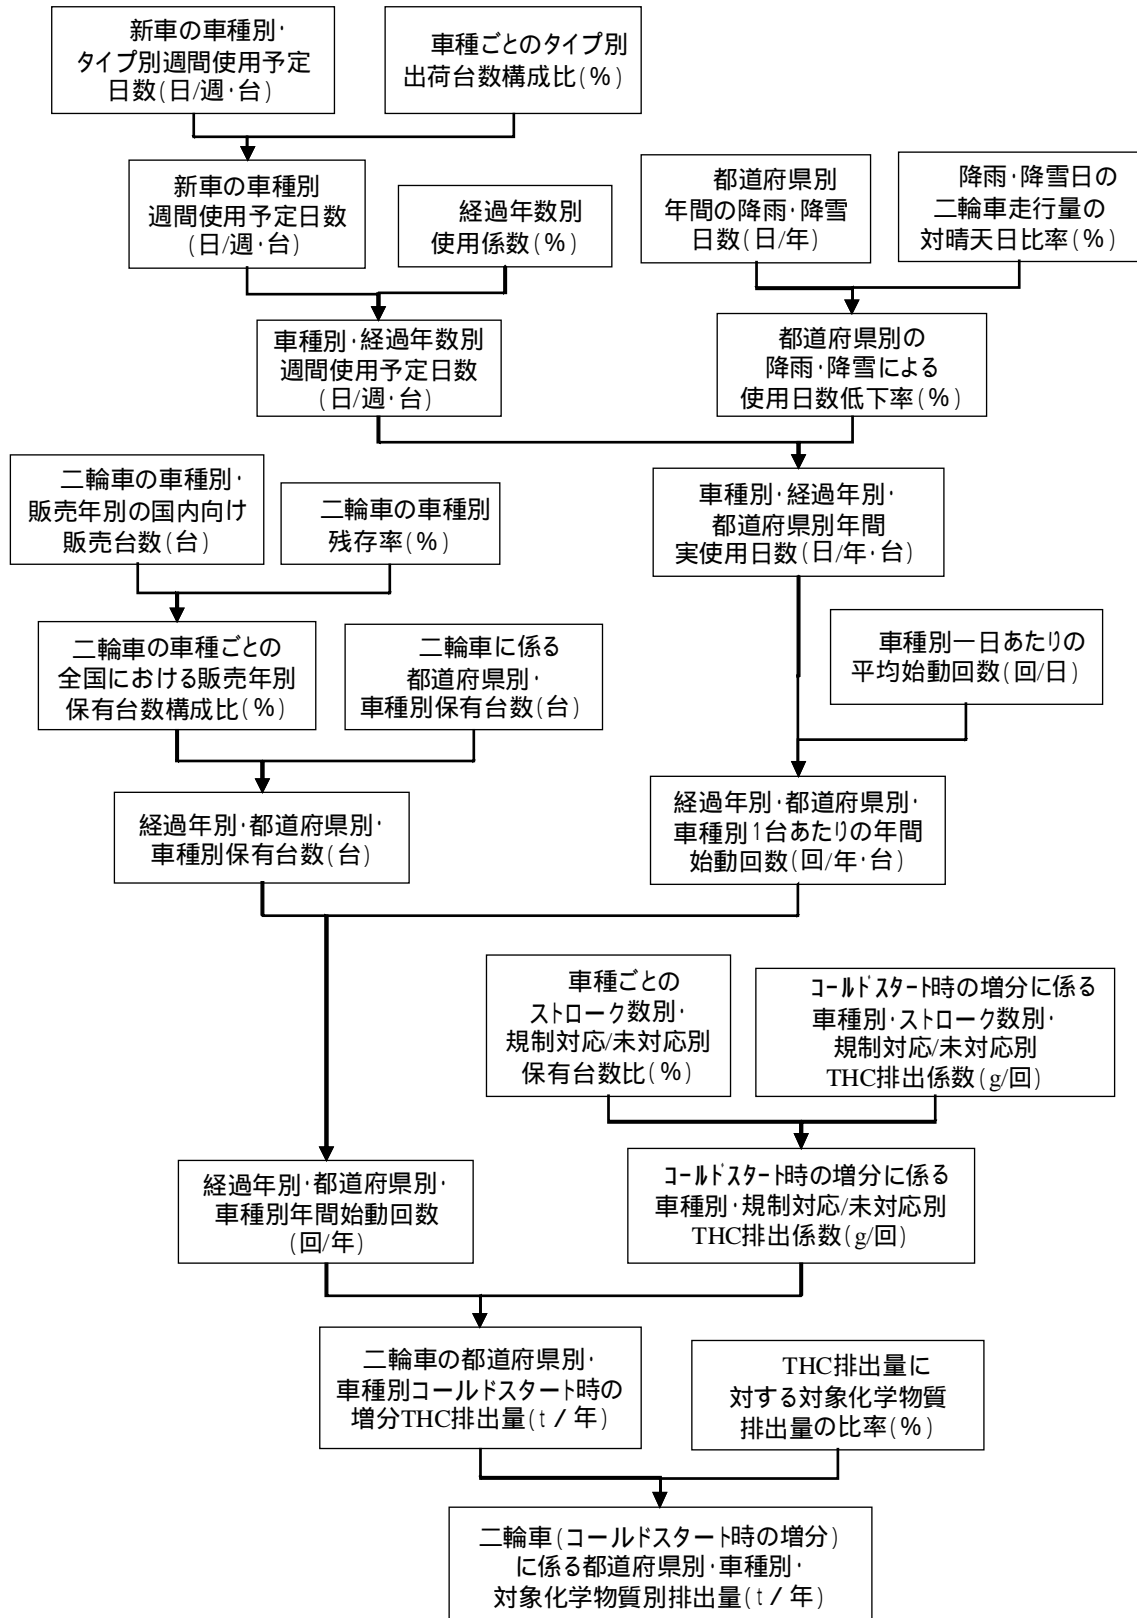 新車の車種別・
タイプ別週間使用予定
日数(日/週・台)
車種ごとのタイプ別
出荷台数構成比(%)
新車の車種別
週間使用予定日数
(日/週・台)
経過年数別
使用係数(%)
都道府県別
年間の降雨・降雪
日数(日/年)
降雨・降雪日の
二輪車走行量の
対晴天日比率(%)
車種別・経過年数別
週間使用予定日数
(日/週・台)
都道府県別の
降雨・降雪による
使用日数低下率(%)
二輪車の車種別・
販売年別の国内向け
販売台数(台)
二輪車の車種別
残存率(%)
車種別・経過年別・
都道府県別年間
実使用日数(日/年・台)
二輪車の車種ごとの
全国における販売年別
保有台数構成比(%)
二輪車に係る
都道府県別・
車種別保有台数(台)
車種別一日あたりの
平均始動回数(回/日)
経過年別・都道府県別・
車種別保有台数(台)
経過年別・都道府県別・
車種別1台あたりの年間
始動回数(回/年・台)
車種ごとの
ストローク数別・
規制対応/未対応別
保有台数比(%)
コールドスタート時の増分に係る
車種別・ストローク数別・
規制対応/未対応別
THC排出係数(g/回)
経過年別・都道府県別・
車種別年間始動回数
(回/年)
コールドスタート時の増分に係る
車種別・規制対応/未対応別
THC排出係数(g/回)
二輪車の都道府県別・
車種別コールドスタート時の
増分THC排出量(t/年)
THC排出量に
対する対象化学物質
排出量の比率(%)
二輪車(コールドスタート時の増分)
に係る都道府県別・車種別・
対象化学物質別排出量(t/年)